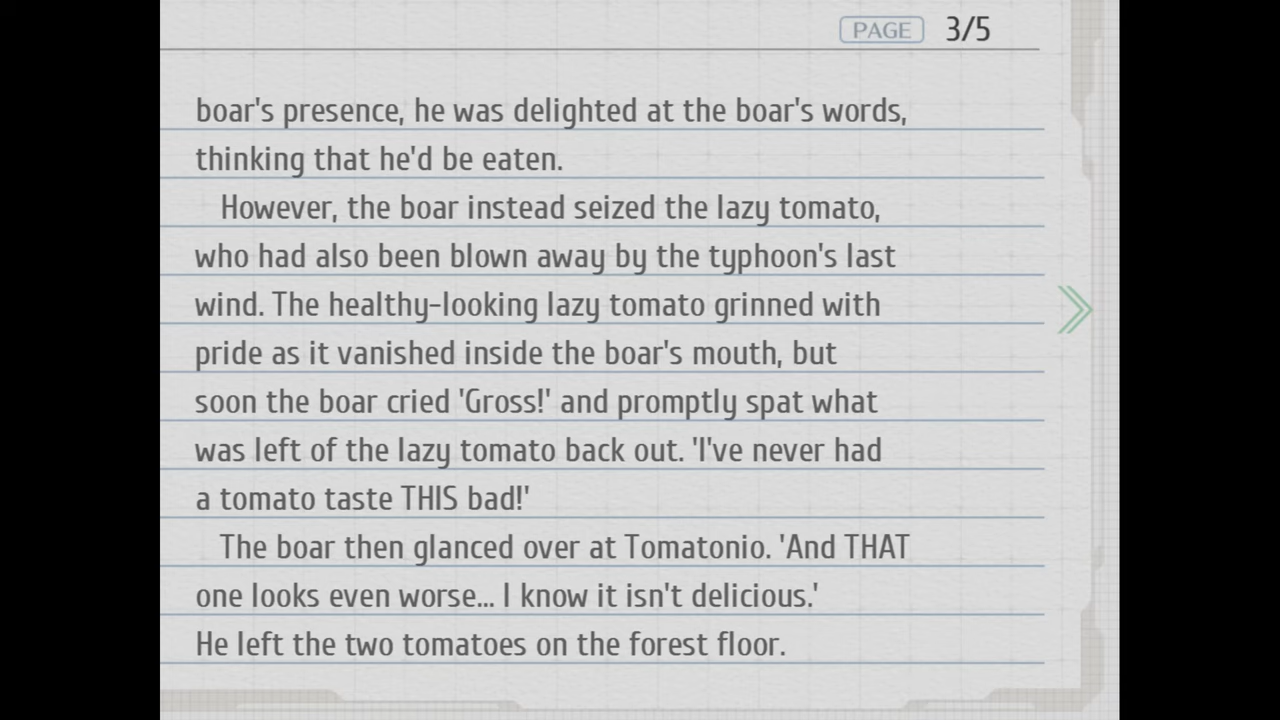 PAGE 3/5
boar's presence, he was delighted at the boar's words,
thinking that he'd be eaten.
However, the boar instead seized the lazy tomato,
who had also been blown away by the typhoon's last
wind. The healthy-looking lazy tomato grinned with
pride as it vanished inside the boar's mouth, but
soon the boar cried 'Gross!' and promptly spat what
was left of the lazy tomato back out. 'I've never had
a tomato taste THIS bad!'
The boar then glanced over at Tomatonio. 'And THAT
one looks even worse... I know it isn't delicious.'
He left the two tomatoes on the forest floor.